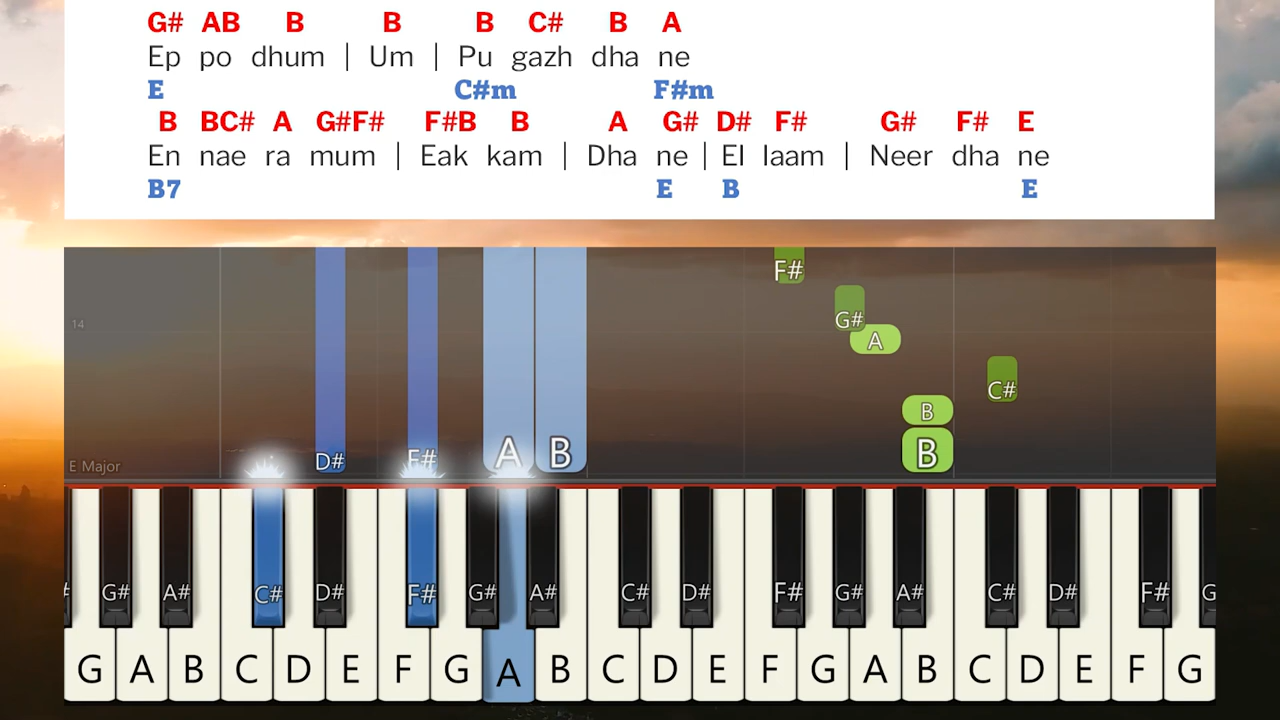 G# AB B B B C# B A
Ep po dhum | Um | Pu gazh dha ne
E C#m F#m
B BC# A G#F# F#B B A G# D# F# G# F# E
En nae ra mum | Eak kam | Dha ne | El laam | Neer dha ne
B7 E B E
F#
G#
14
A
C#
B
D# F# A B B
E Major
G# A# C# D# F# G# A# C# D# F# G# A# C# D# F# G
G A B C D E F G A B C D E F G A B C D E F G